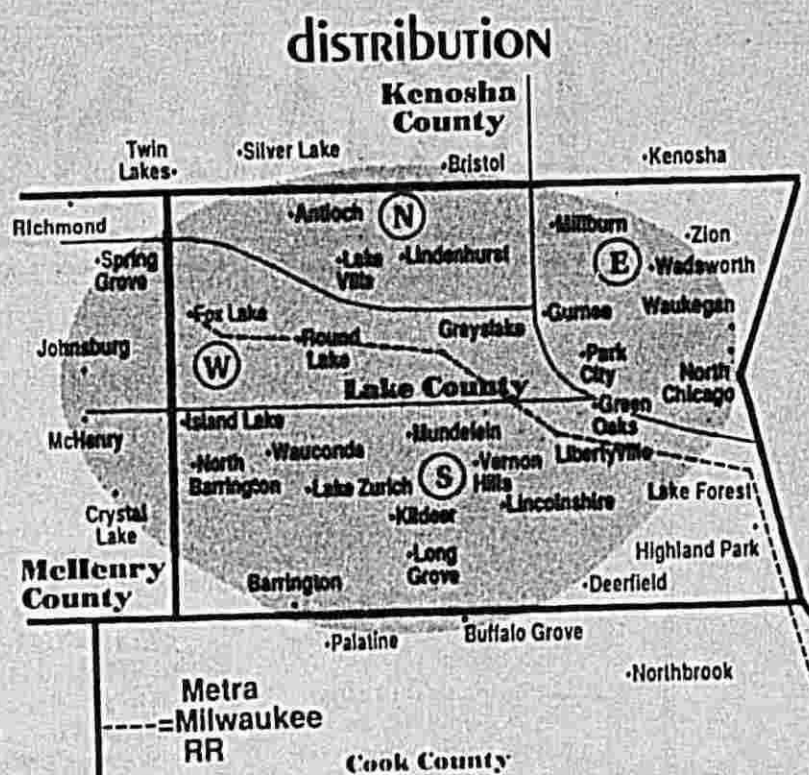 distribution
Kenosha
County
Twin
Lakes
Silver Lake
Bristol
Kenosha
Richmond
Antioch
N
Millburn
Zion
Spring
Grove
Lake
Villa
Lindenhurst
E
Wadsworth
Fox Lake
Gurnee
Waukegan
Johnsburg
W
Round
Lake
Grayslake
Park
City
North
Chicago
Lake County
Green
Oaks
McHenry
Island Lake
Mundelein
Libertyville
North
Barrington
Wauconda
Lake Zurich
S
Vernon
Hills
Lincolnshire
Lake Forest
Crystal
Lake
Kildeer
Highland Park
McHenry
County
Barrington
Long
Grove
Deerfield
Palatine
Buffalo Grove
Northbrook
Metra
----=Milwaukee
RR
Cook County